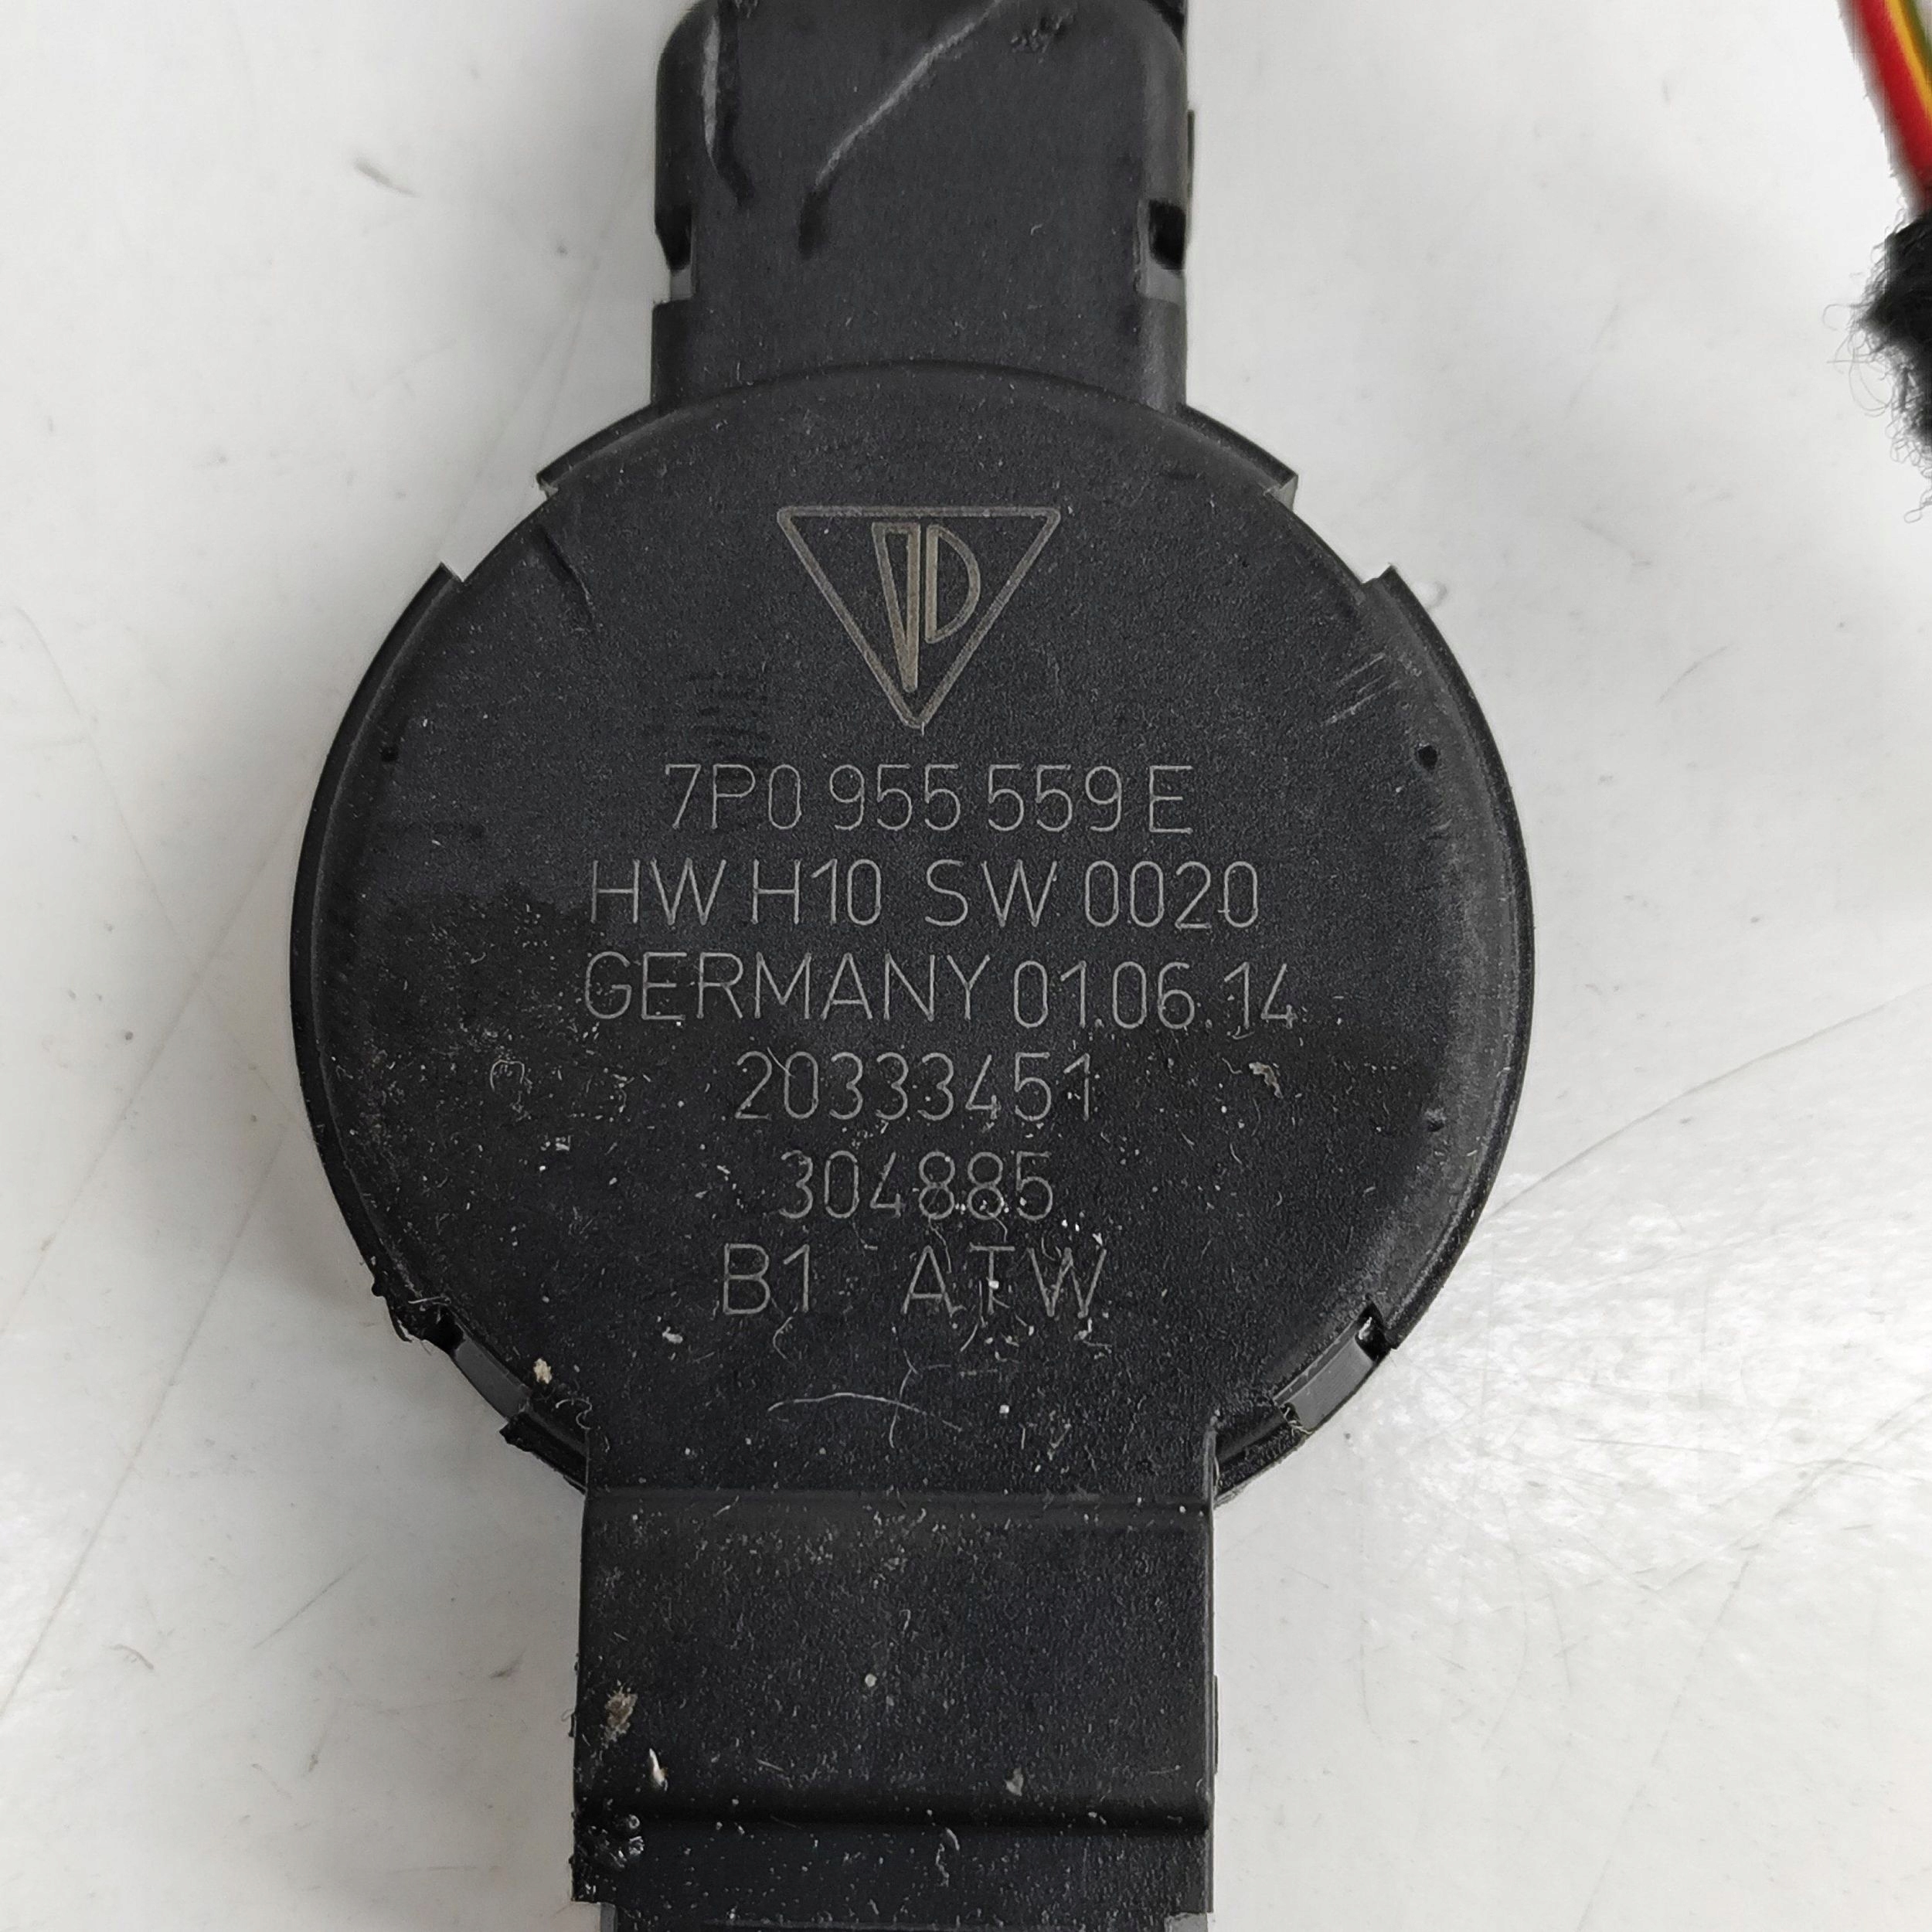 7P0 955 559 E
HW H10 SW 0020
GERMANY 01.06.14
20333451
304885
B1 ATW